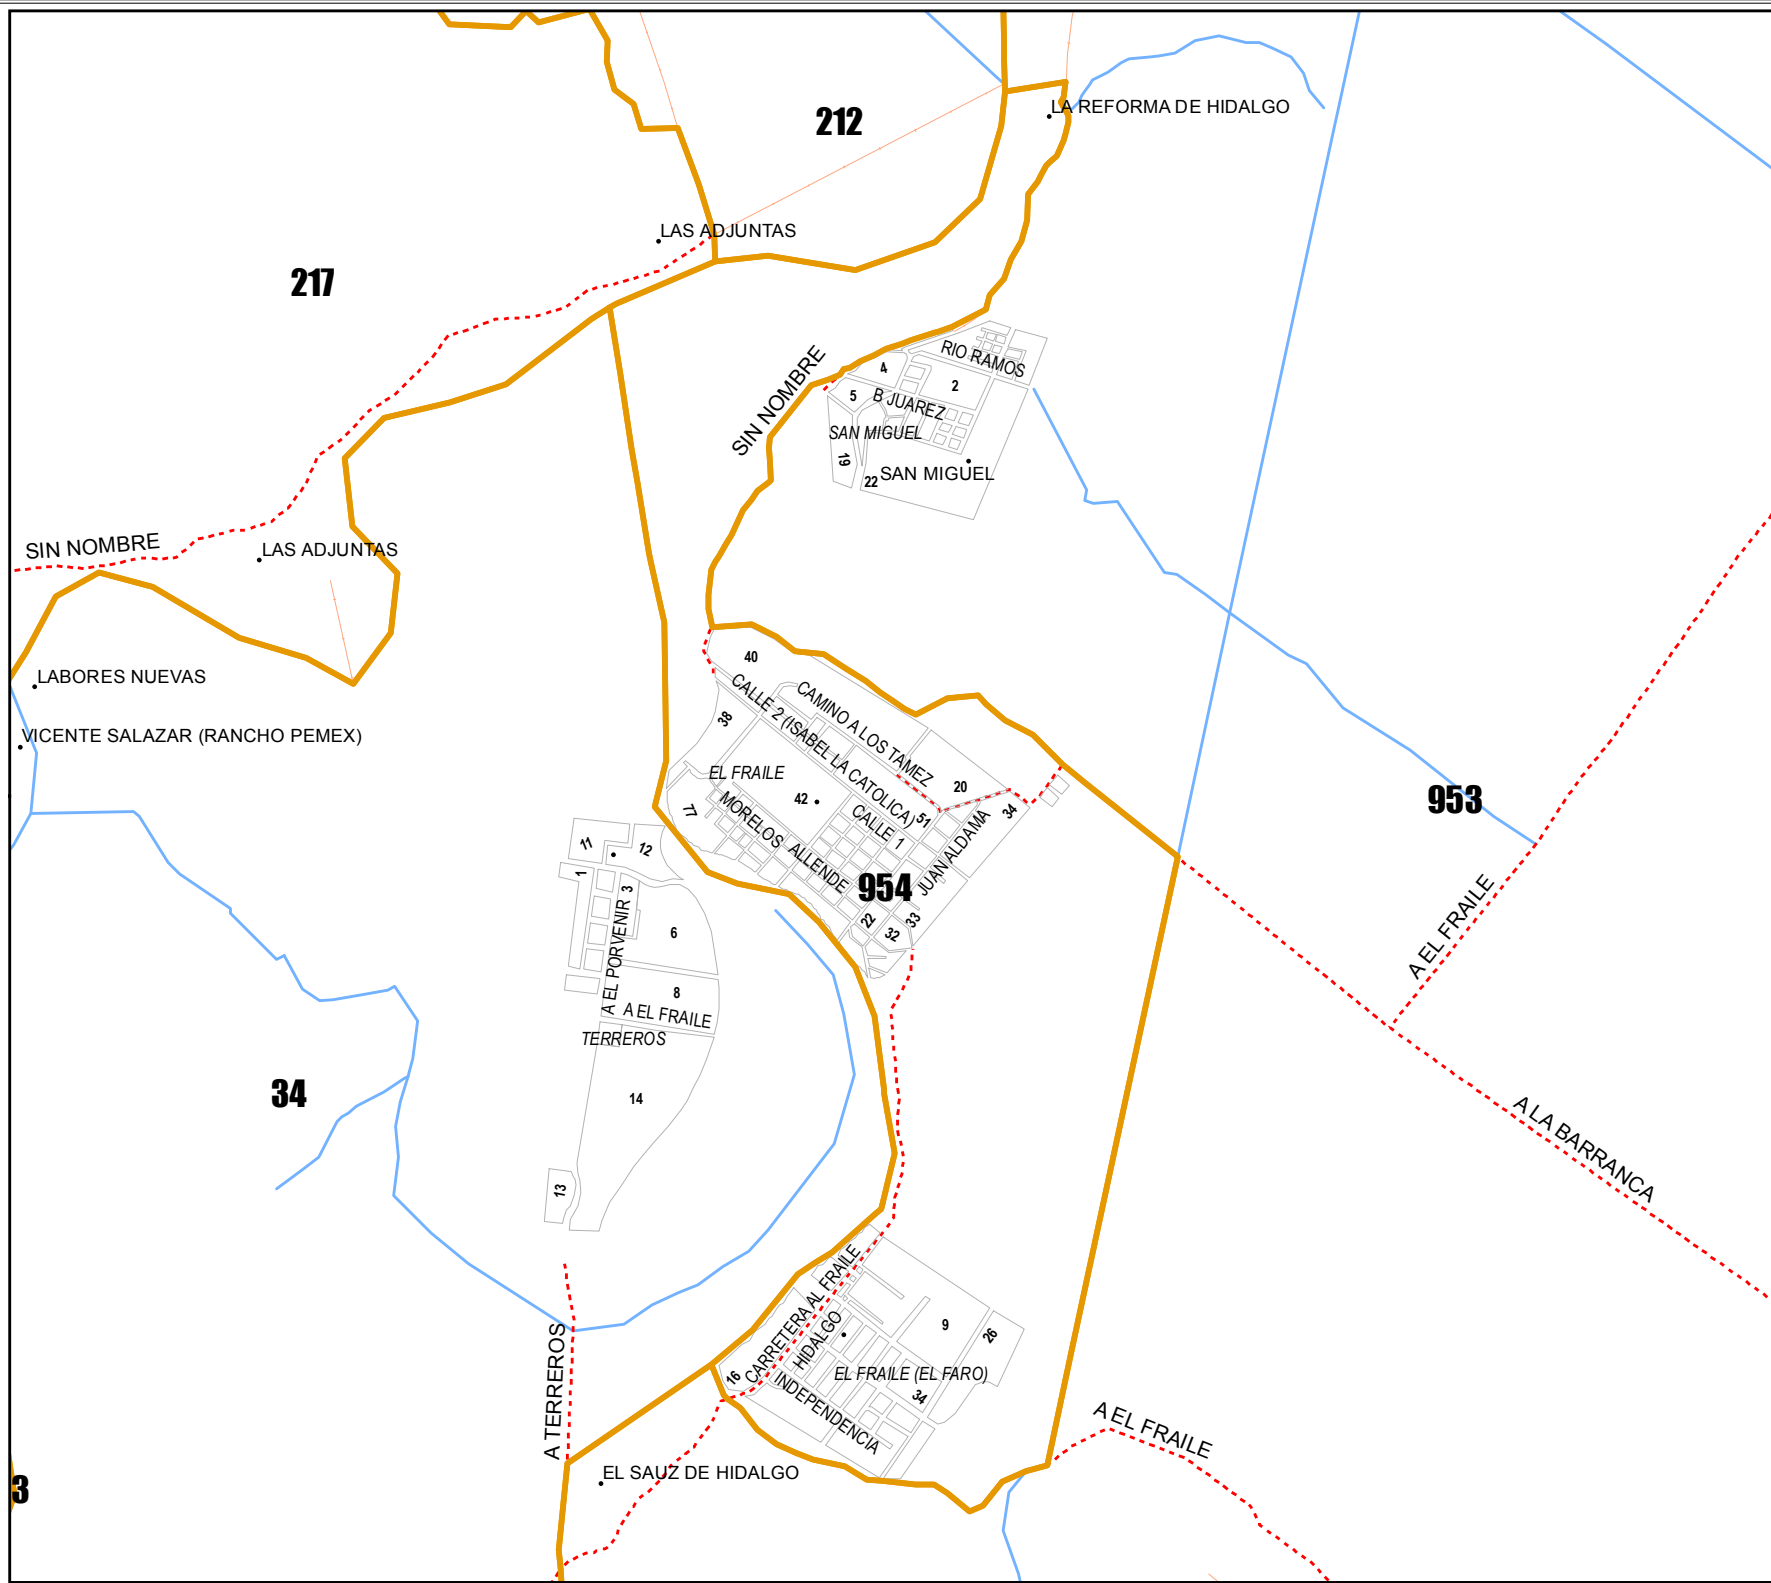 212
LA REFORMA DE HIDALGO
LAS ADJUNTAS
217
RIO RAMOS
SIN NOMBRE
4
2
5
B JUAREZ
SAN MIGUEL
19
22
SAN MIGUEL
SIN NOMBRE
LAS ADJUNTAS
LABORES NUEVAS
VICENTE SALAZAR (RANCHO PEMEX)
40
CALLE 2 (ISABEL LA CATOLICA)
CAMINO A LOS TAMEZ
38
EL FRAILE
42
20
34
953
77
MORELOS
51
CALLE 1
ALLENDE
JUAN ALDAMA
954
22
32
33
11
12
1
3
6
A EL PORVENIR
8
A EL FRAILE
TERREROS
14
13
34
A EL FRAILE
A LA BARRANCA
CARRETERA AL FRAILE
HIDALGO
9
26
EL FRAILE (EL FARO)
16
34
INDEPENDENCIA
A TERREROS
A EL FRAILE
EL SAUZ DE HIDALGO
3